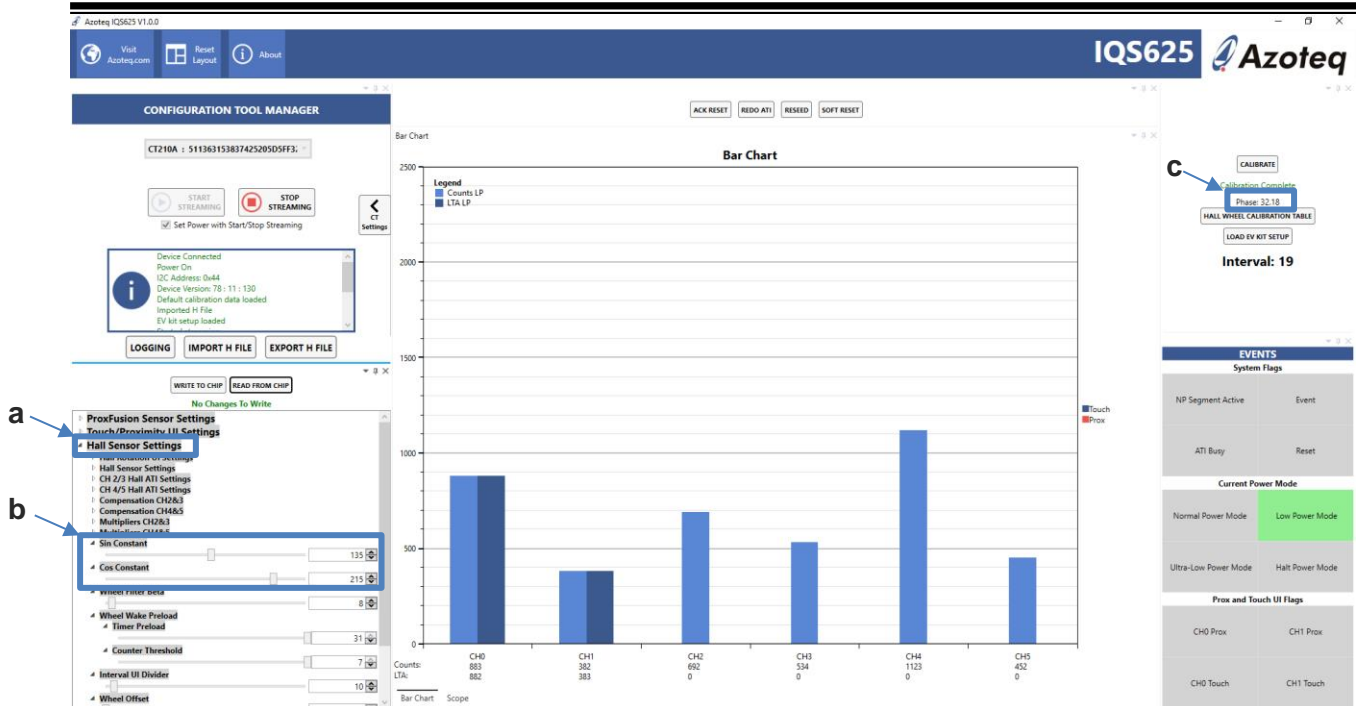 Azoteq IQS625 V1.0.0
Visit Azoteq.com
Reset Layout
About
IQS625
Azoteq
CONFIGURATION TOOL MANAGER
CT210A : 511363153837425205D5FF3
START STREAMING
STOP STREAMING
Set Power with Start/Stop Streaming
CT Settings
Device Connected
Power On
I2C Address: 0x44
Device Version: 78 : 11 : 130
Default calibration data loaded
Imported H File
EV kit setup loaded
LOGGING
IMPORT H FILE
EXPORT H FILE
WRITE TO CHIP
READ FROM CHIP
No Changes To Write
a
ProxFusion Sensor Settings
Touch/Proximity UI Settings
Hall Sensor Settings
Hall Rotation UI Settings
Hall Sensor Settings
CH 2/3 Hall ATI Settings
CH 4/5 Hall ATI Settings
Compensation CH2&3
Compensation CH4&5
Multipliers CH2&3
Multipliers CH4&5
b
Sin Constant
135
Cos Constant
215
Wheel Filter Beta
8
Wheel Wake Preload
Timer Preload
31
Counter Threshold
7
Interval UI Divider
10
Wheel Offset
ACK RESET
REDO ATI
RESEED
SOFT RESET
Bar Chart
Bar Chart
Legend
Counts LP
LTA LP
2500
2000
1500
1000
500
0
Touch
Prox
CH0 CH1 CH2 CH3 CH4 CH5
Counts: 883 382 692 534 1123 452
LTA: 882 383 0 0 0 0
Bar Chart Scope
c
CALIBRATE
Calibration Complete
Phase: 32.18
HALL WHEEL CALIBRATION TABLE
LOAD EV KIT SETUP
Interval: 19
EVENTS
System Flags
NP Segment Active
Event
ATI Busy
Reset
Current Power Mode
Normal Power Mode
Low Power Mode
Ultra-Low Power Mode
Halt Power Mode
Prox and Touch UI Flags
CH0 Prox
CH1 Prox
CH0 Touch
CH1 Touch